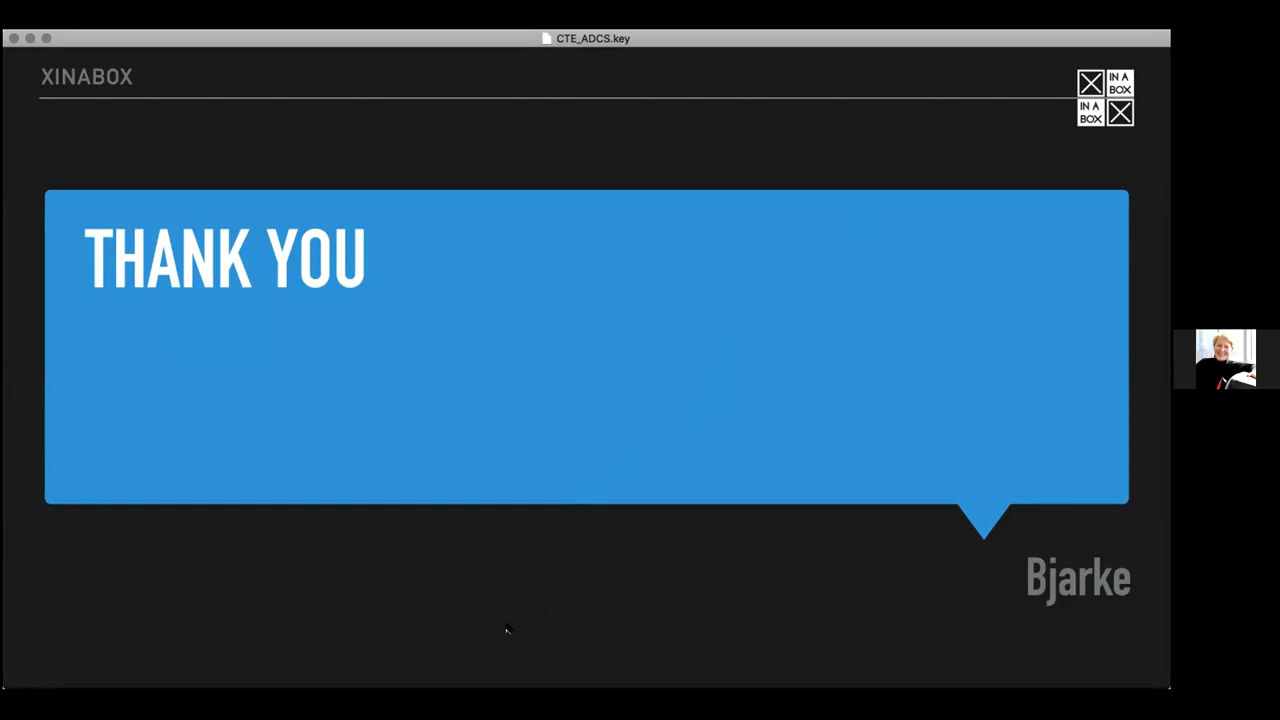 CTE_ADCS.key
XINABOX
IN A
BOX
IN A
BOX
THANK YOU
Bjarke